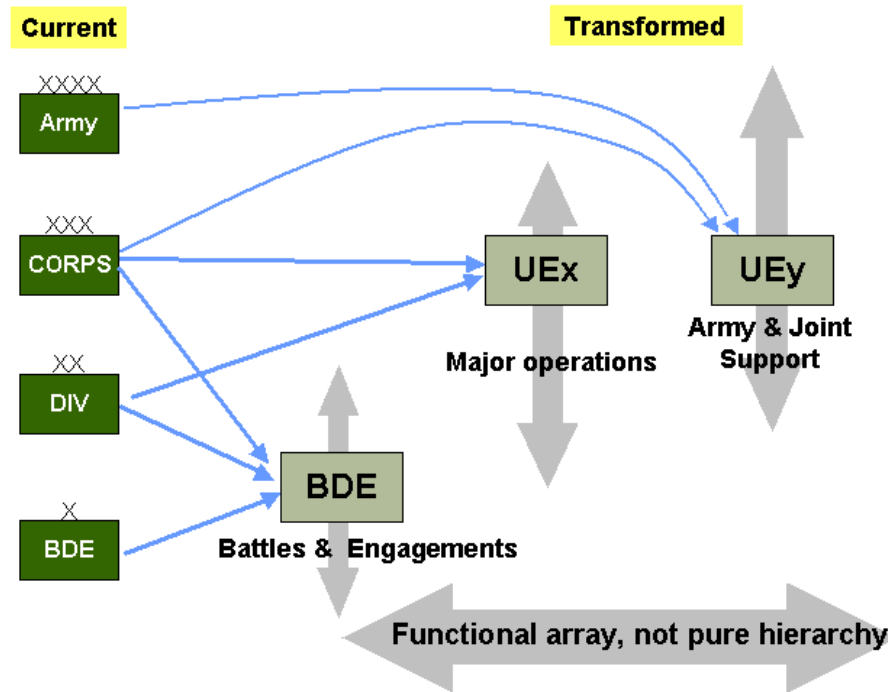 Current
Transformed
XXXX
Army
XXX
CORPS
UEx
UEy
Army & Joint
Support
Major operations
XX
DIV
BDE
X
BDE
Battles & Engagements
Functional array, not pure hierarchy